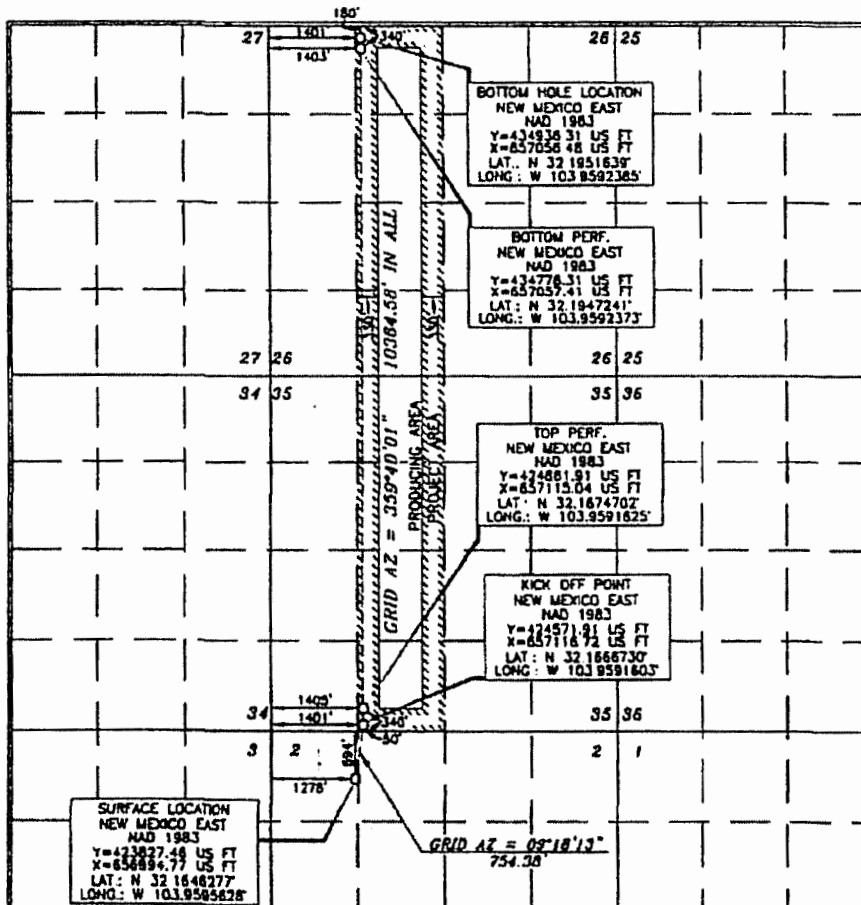 180'
27
1401'
340'
26 25
1403'
BOTTOM HOLE LOCATION
NEW MEXICO EAST
NAD 1983
Y=434936.31 US FT
X=657056.48 US FT
LAT.: N 32.1951639°
LONG.: W 103.9592385°
BOTTOM PERF.
NEW MEXICO EAST
NAD 1983
Y=434776.31 US FT
X=657057.41 US FT
LAT.: N 32.1947241°
LONG.: W 103.9592373°
GRID AZ = 359°40'01"
10364.58' IN ALL
27 26
26 25
34 35
35 36
PRODUCING AREA
PROJECT AREA
TOP PERF.
NEW MEXICO EAST
NAD 1983
Y=424861.91 US FT
X=657115.04 US FT
LAT.: N 32.1674702°
LONG.: W 103.9591625°
KICK OFF POINT
NEW MEXICO EAST
NAD 1983
Y=424571.91 US FT
X=657116.72 US FT
LAT.: N 32.1666730°
LONG.: W 103.9591603°
34
1405'
1401'
340'
50'
35 36
3 2
694'
2 1
1278'
SURFACE LOCATION
NEW MEXICO EAST
NAD 1983
Y=423827.46 US FT
X=656994.77 US FT
LAT.: N 32.1646277°
LONG.: W 103.9595628°
GRID AZ = 09°18'13"
754.38'